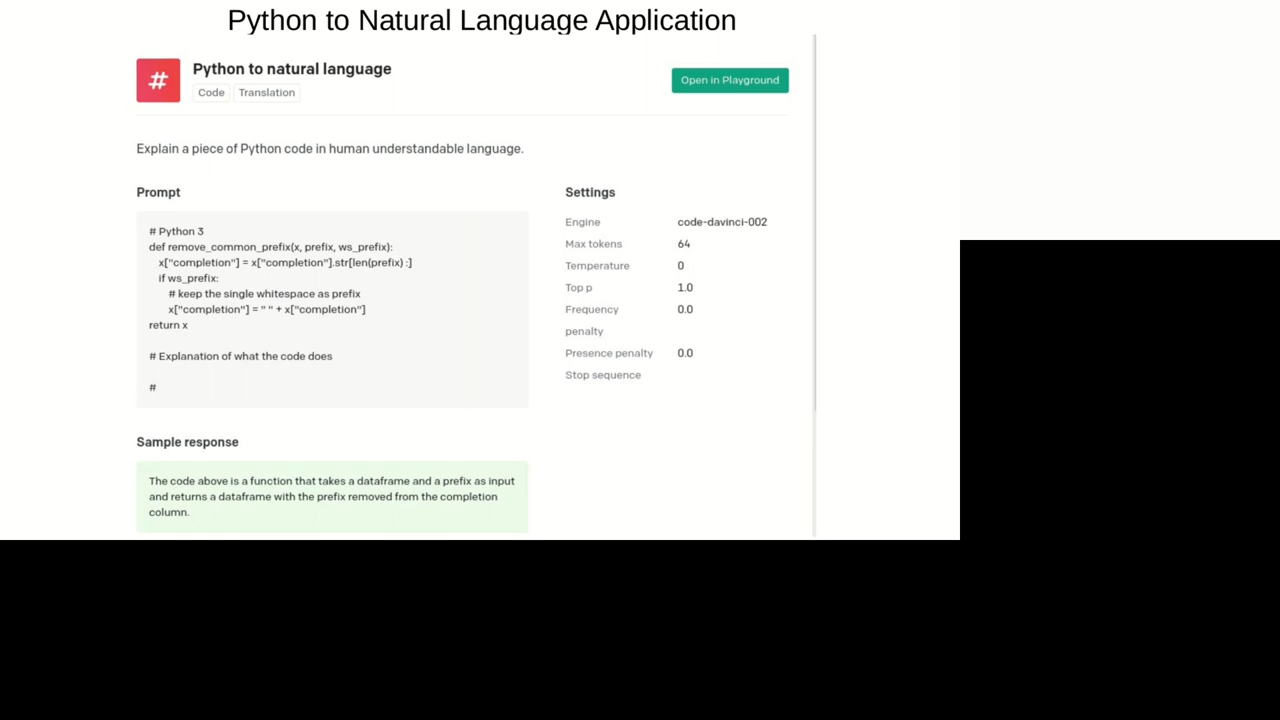 Python to Natural Language Application
#
Python to natural language
Code Translation
Open in Playground
Explain a piece of Python code in human understandable language.
Prompt
# Python 3
def remove_common_prefix(x, prefix, ws_prefix):
x["completion"] = x["completion"].str[len(prefix) :]
if ws_prefix:
# keep the single whitespace as prefix
x["completion"] = " " + x["completion"]
return x
# Explanation of what the code does
#
Settings
Engine code-davinci-002
Max tokens 64
Temperature 0
Top p 1.0
Frequency 0.0
penalty
Presence penalty 0.0
Stop sequence
Sample response
The code above is a function that takes a dataframe and a prefix as input
and returns a dataframe with the prefix removed from the completion
column.